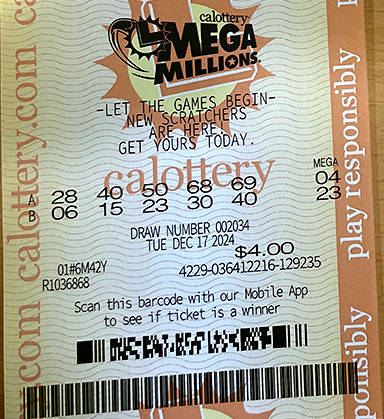 calottery
MEGA
MILLIONS.
-LET THE GAMES BEGIN-
NEW SCRATCHERS
ARE HERE.
GET YOURS TODAY.
calottery
MEGA
A 28 40 50 68 69 04
B 06 15 23 30 40 23
DRAW NUMBER 002034
TUE DEC 17 2024
$4.00
01#6M42Y 4229-036412216-129235
R1036868
Scan this barcode with our Mobile App
to see if ticket is a winner
.com calottery.com ca
play responsibly
ponsibly
p